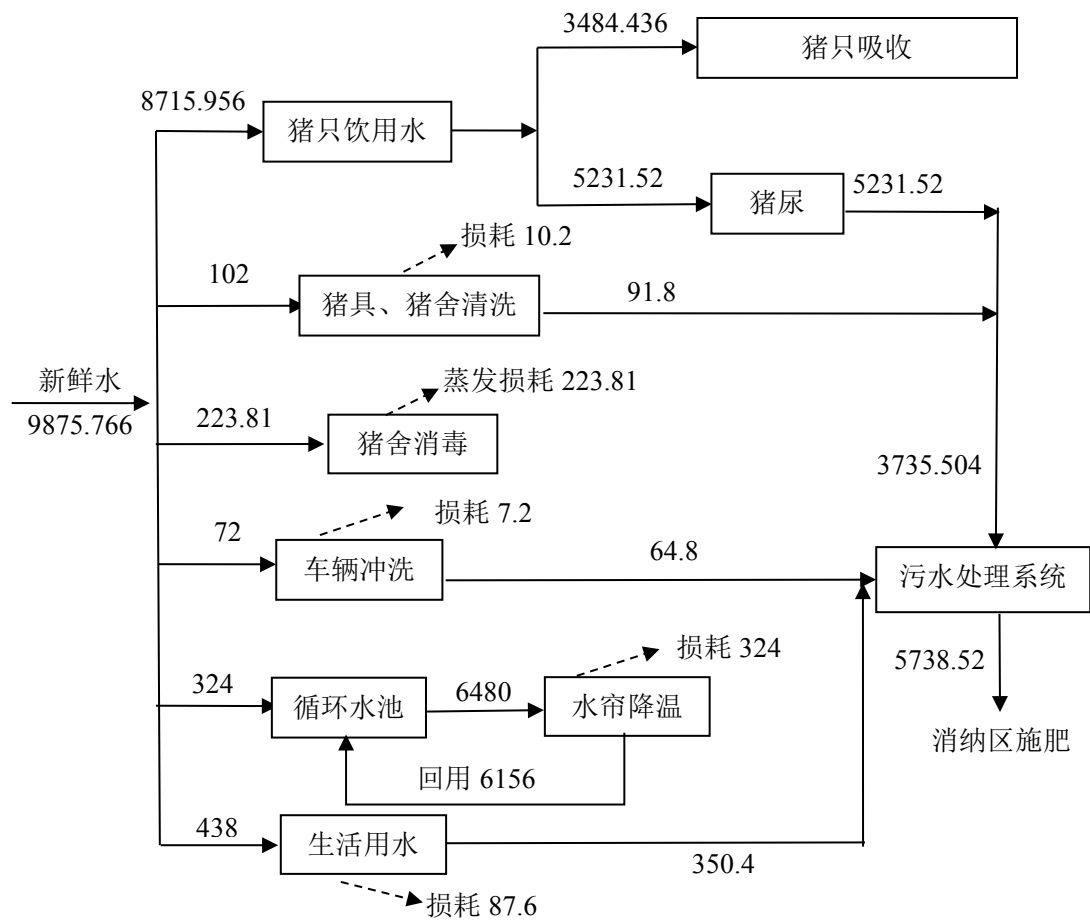 3484.436
猪只吸收
8715.956
猪只饮用水
5231.52
猪尿
5231.52
损耗 10.2
102
猪具、猪舍清洗
91.8
新鲜水
9875.766
蒸发损耗 223.81
223.81
猪舍消毒
3735.504
损耗 7.2
72
车辆冲洗
64.8
污水处理系统
损耗 324
5738.52
324
循环水池
6480
水帘降温
消纳区施肥
回用 6156
438
生活用水
350.4
损耗 87.6